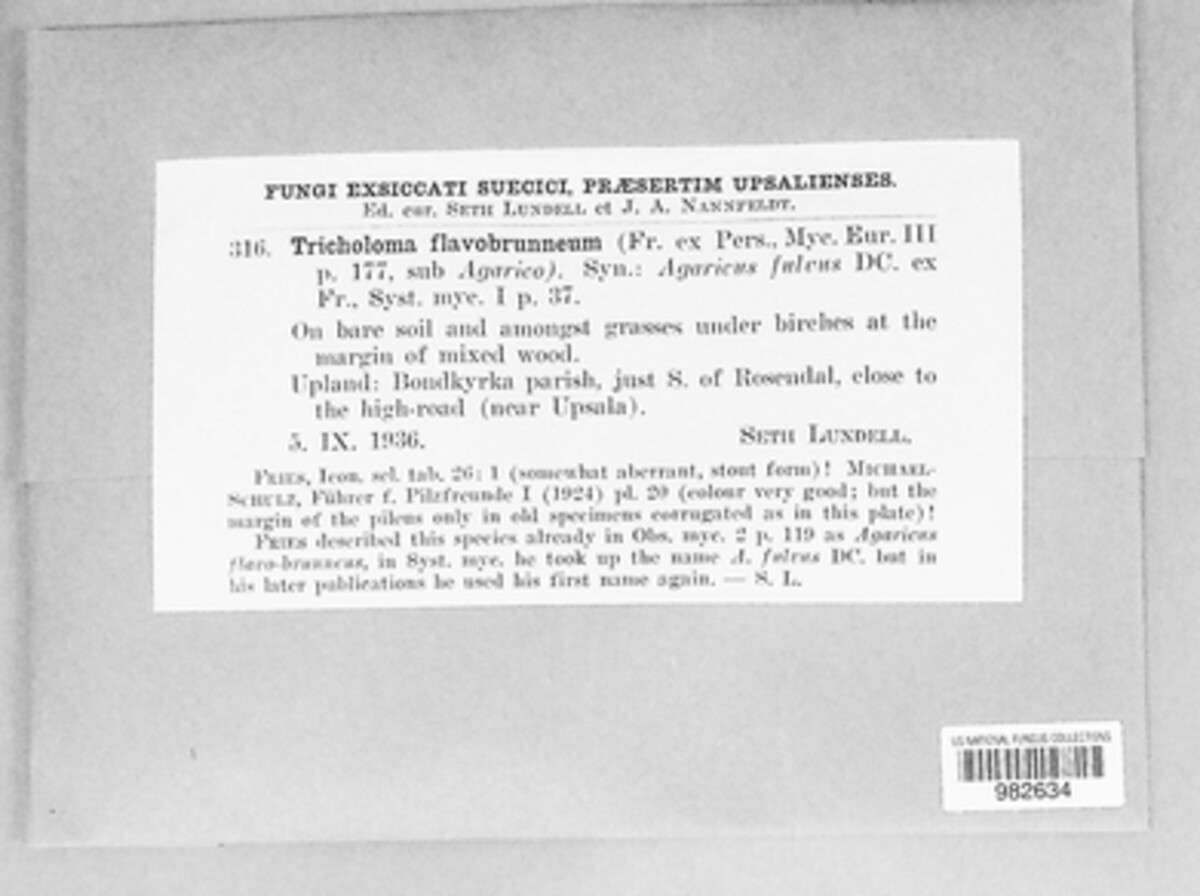 FUNGI EXSICCATI SUECICI, PRÆSERTIM UPSALIENSES.
Ed. cur. SETH LUNDELL et J. A. NANNFELDT.
316. Tricholoma flavobrunneum (Fr. ex Pers., Myc. Eur. III
p. 177, sub Agarico). Syn.: Agaricus fulvus DC. ex
Fr., Syst. myc. I p. 37.
On bare soil and amongst grasses under birches at the
margin of mixed wood.
Upland: Bondkyrka parish, just S. of Rosendal, close to
the high-road (near Upsala).
5. IX. 1936. SETH LUNDELL.
FRIES, Icon. sel. tab. 26: 1 (somewhat aberrant, stout form)! MICHAEL-
SCHULZ, Führer f. Pilzfreunde I (1924) pl. 20 (colour very good; but the
margin of the pileus only in old specimens corrugated as in this plate)!
FRIES described this species already in Obs. myc. 2 p. 119 as Agaricus
flavo-brunneus, in Syst. myc. he took up the name A. fulvus DC. but in
his later publications he used his first name again. — S. L.
US NATIONAL FUNGUS COLLECTIONS
982634